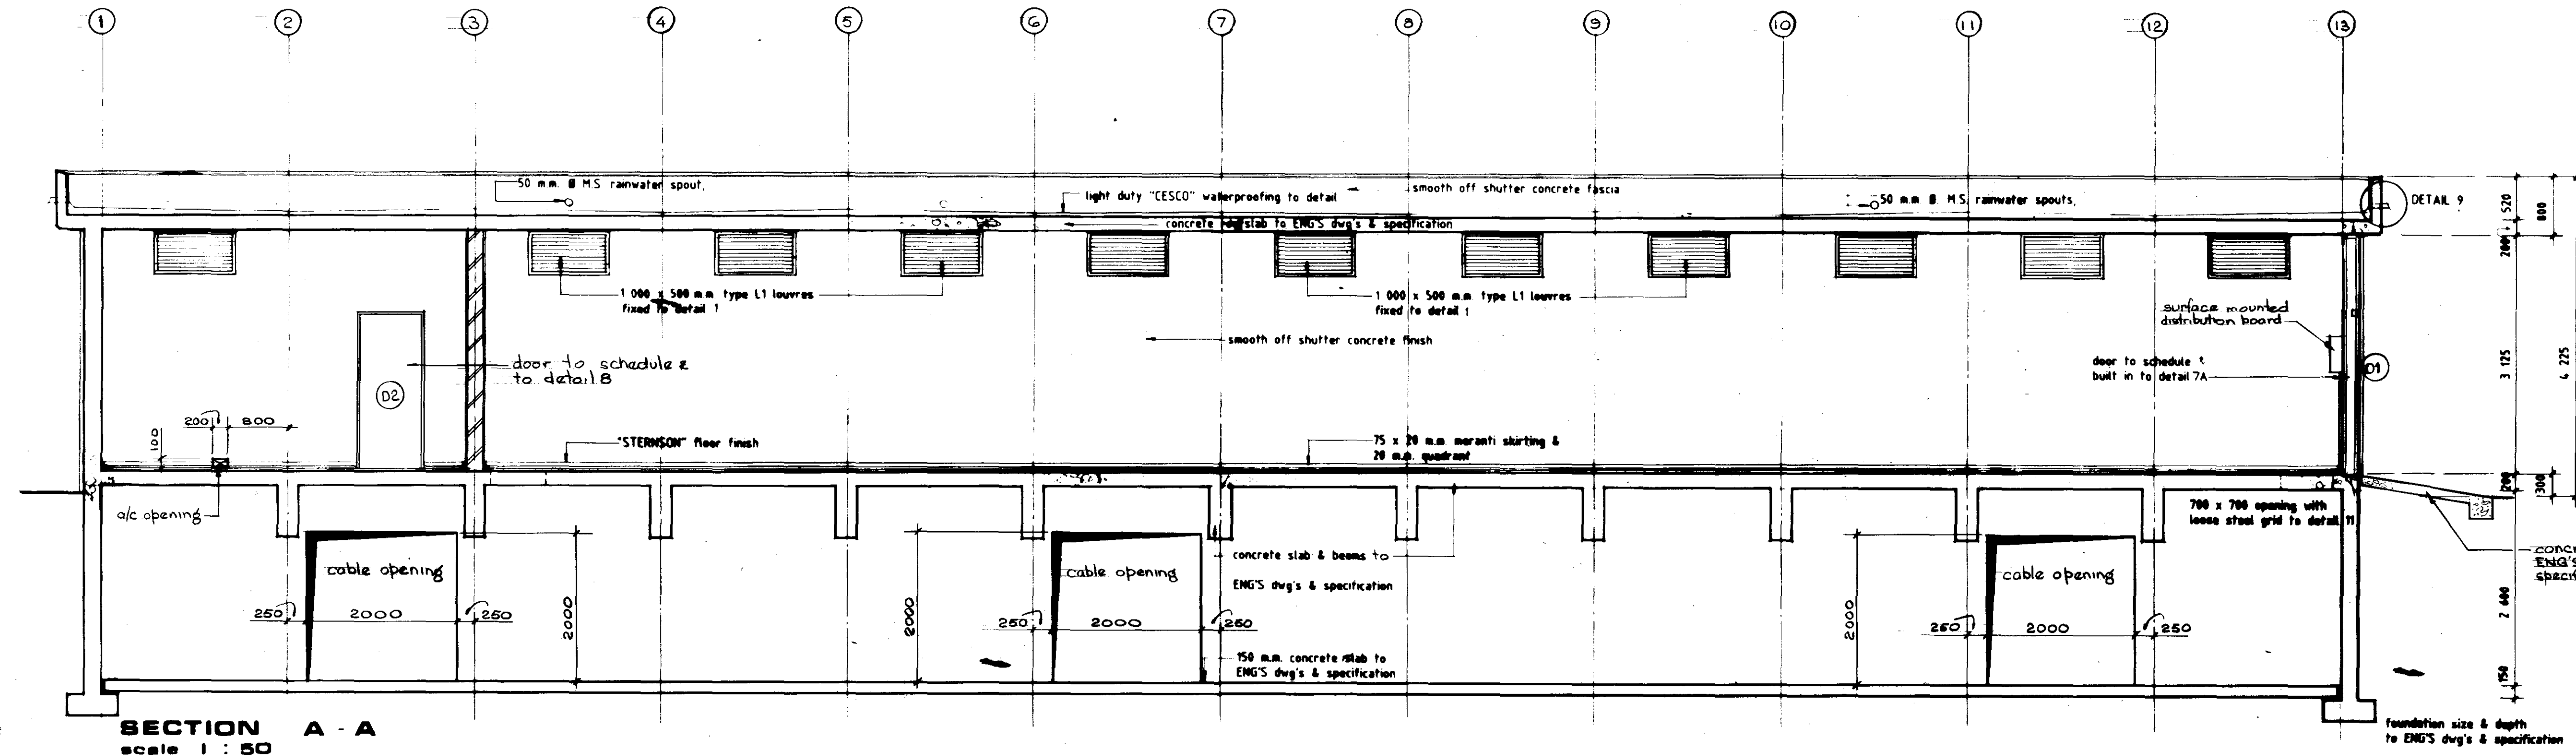 1 2 3 4 5 6 7 8 9 10 11 12 13
50 m.m. Ø M.S. rainwater spout,
light duty "CESCO" waterproofing to detail
smooth off shutter concrete fascia
50 m.m Ø M.S. rainwater spouts,
DETAIL 9
520
800
concrete slab to ENG'S dwg's & specification
200
1 000 x 500 m.m type L1 louvres
fixed to detail 1
1 000 x 500 m.m type L1 louvres
fixed to detail 1
surface mounted
distribution board
smooth off shutter concrete finish
door to schedule &
to detail 8
D2
door to schedule &
built in to detail 7A
D1
3 125
4 225
200 800
100
"STERNSON" floor finish
75 x 20 m.m. meranti skirting &
20 m.m. quadrant
200
300
a/c opening
700 x 700 opening with
loose steel grid to detail 11
concrete slab & beams to
ENG'S dwg's & specification
cable opening
cable opening
cable opening
250 2000 250
2000
2000
250 2000 250
2000
250 2000 250
2 600
150 m.m. concrete slab to
ENG'S dwg's & specification
150
SECTION A - A
scale 1 : 50
foundation size & depth
to ENG'S dwg's & specification